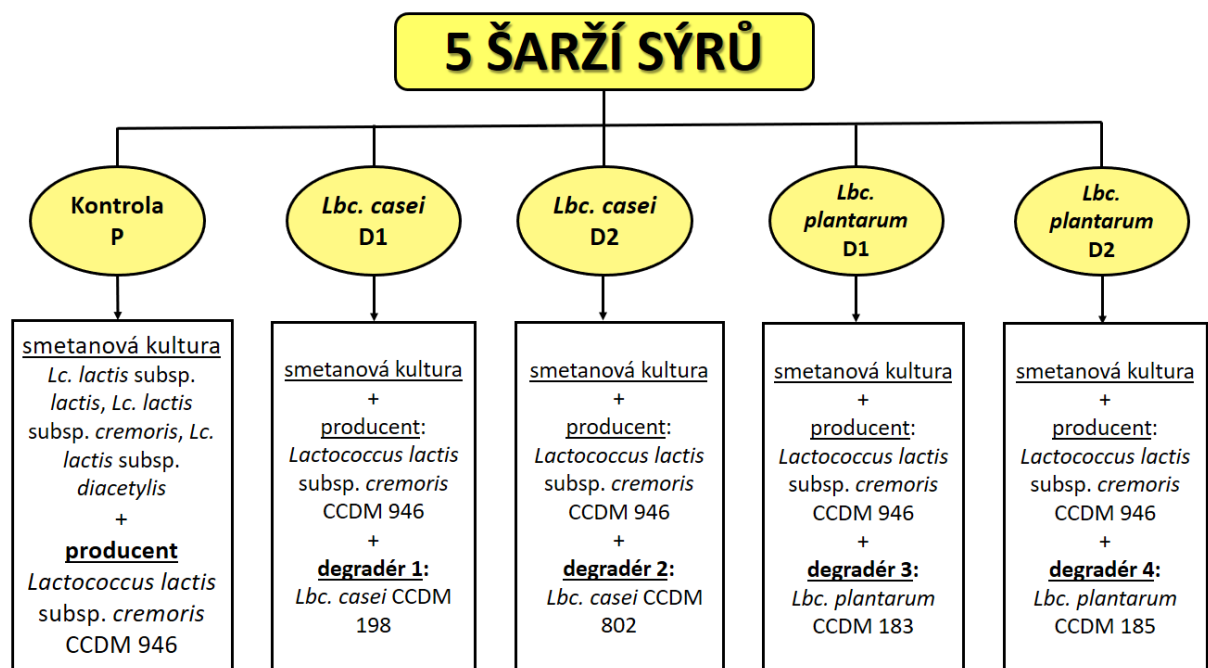 5 ŠARŽÍ SÝRŮ
Kontrola
P
Lbc. casei
D1
Lbc. casei
D2
Lbc.
plantarum
D1
Lbc.
plantarum
D2
smetanová kultura
Lc. lactis subsp.
lactis, Lc. lactis
subsp. cremoris, Lc.
lactis subsp.
diacetylis
+
producent
Lactococcus lactis
subsp. cremoris
CCDM 946
smetanová kultura
+
producent:
Lactococcus lactis
subsp. cremoris
CCDM 946
+
degradér 1:
Lbc. casei CCDM
198
smetanová kultura
+
producent:
Lactococcus lactis
subsp. cremoris
CCDM 946
+
degradér 2:
Lbc. casei CCDM
802
smetanová kultura
+
producent:
Lactococcus lactis
subsp. cremoris
CCDM 946
+
degradér 3:
Lbc. plantarum
CCDM 183
smetanová kultura
+
producent:
Lactococcus lactis
subsp. cremoris
CCDM 946
+
degradér 4:
Lbc. plantarum
CCDM 185